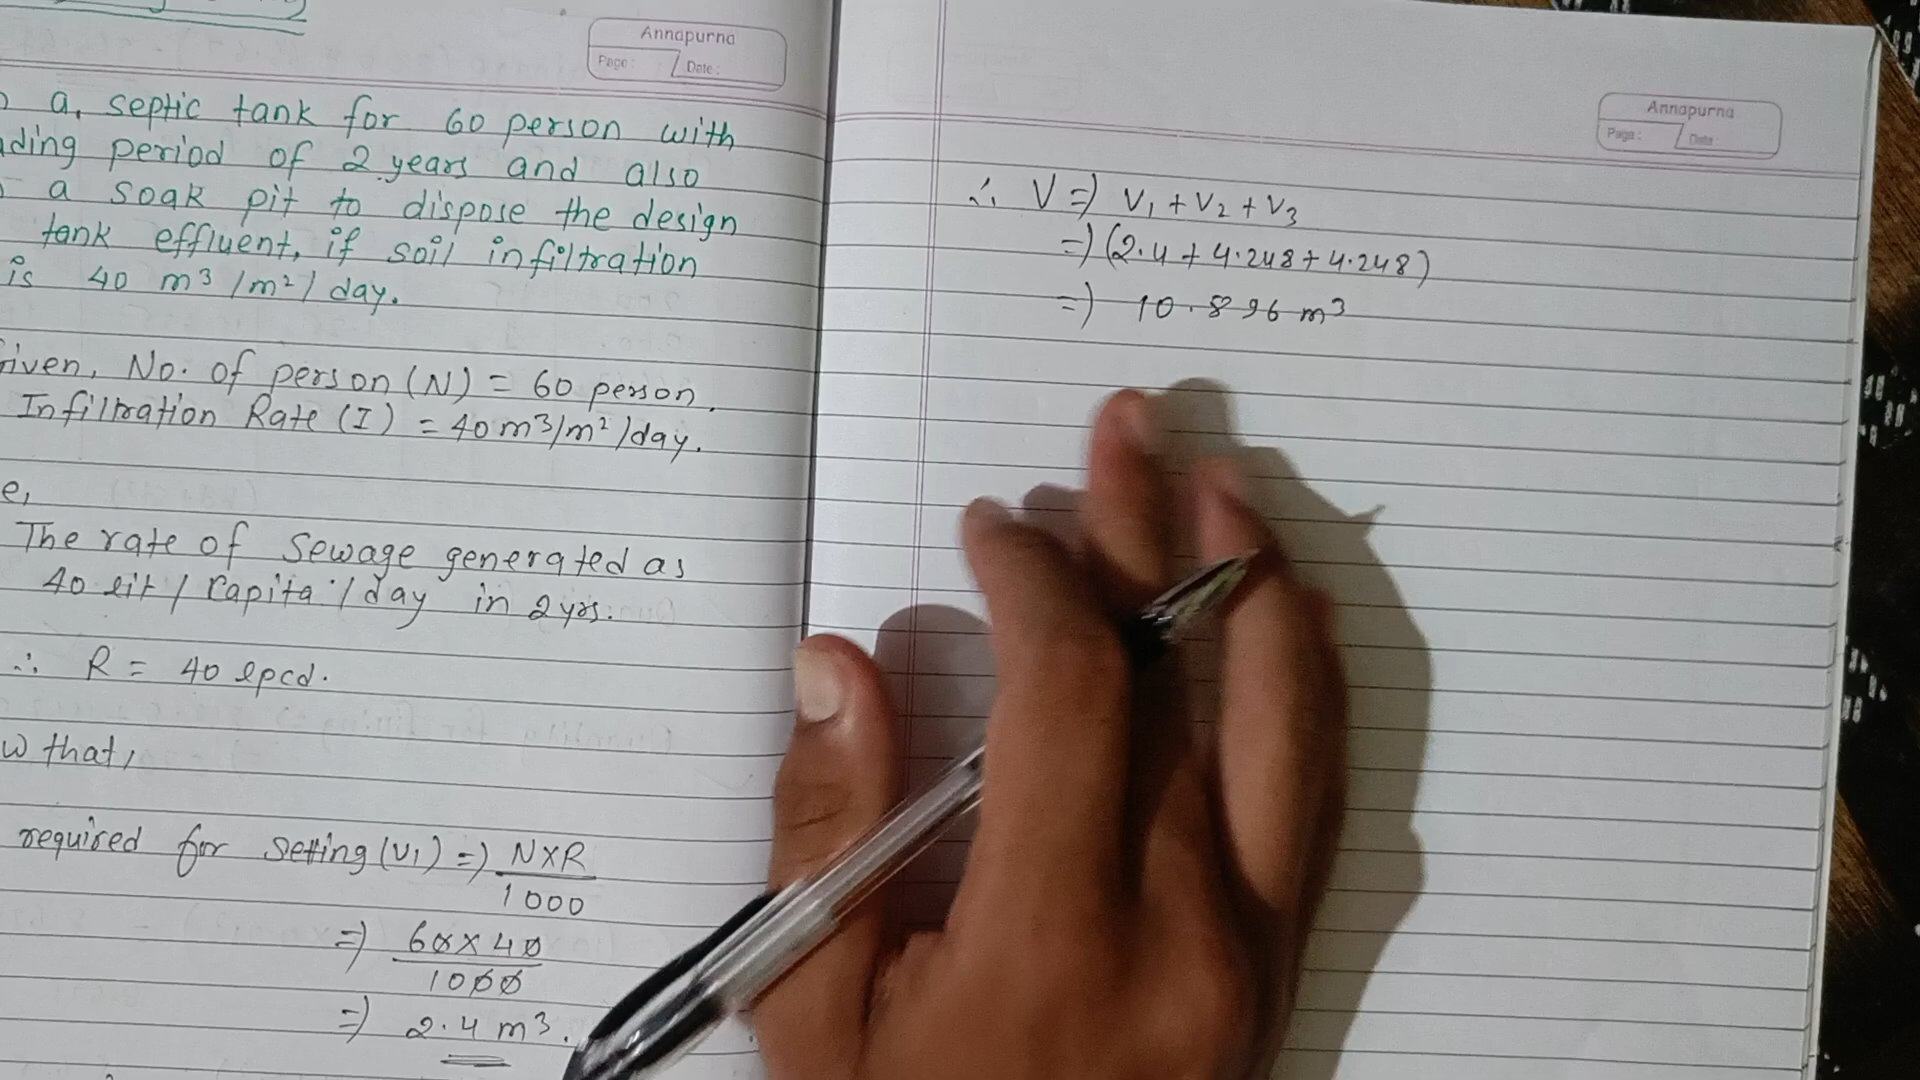 Annapurna
Page: Date:
a septic tank for 60 person with
ding period of 2 years and also
a soak pit to dispose the design
tank effluent, if soil infiltration
is 40 m³/m²/day.
iven, No. of person (N) = 60 person.
Infiltration Rate (I) = 40 m³/m²/day.
e,
The rate of sewage generated as
40 lit / capita / day in 2 yrs.
∴ R = 40 lpcd.
w that,
required for setting (V₁) => N×R
1000
=> 60×40
1000
=> 2.4 m³.
Annapurna
Page: Date:
∴ V => V₁ + V₂ + V₃
=> (2.4 + 4.248 + 4.248)
=> 10.896 m³